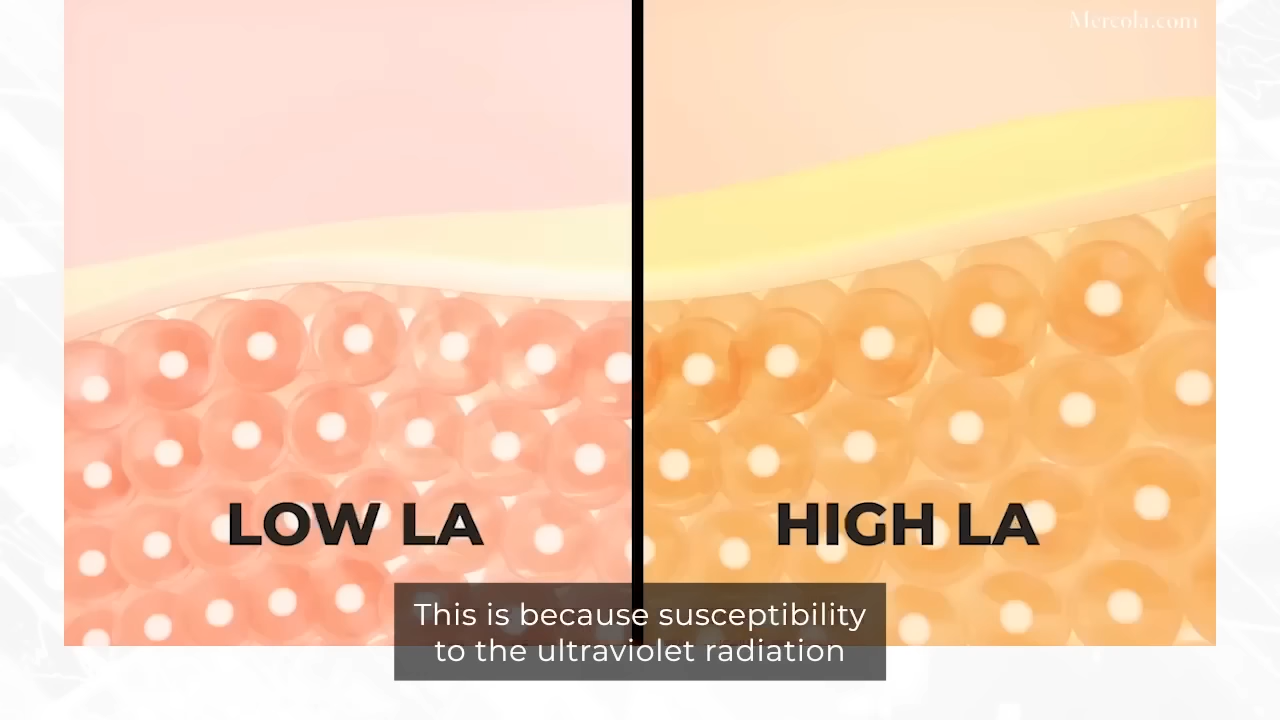 Mercola.com
LOW LA
HIGH LA
This is because susceptibility
to the ultraviolet radiation